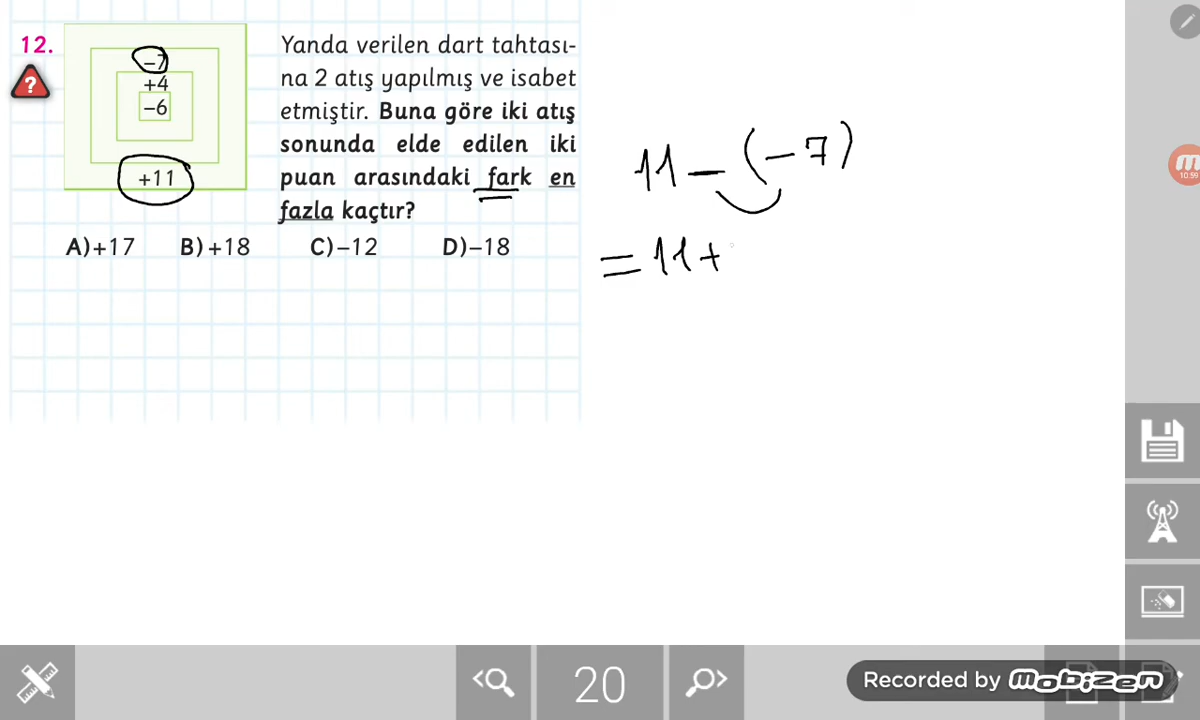 12.
?
-7
+4
-6
+11
Yanda verilen dart tahtası-
na 2 atış yapılmış ve isabet
etmiştir. Buna göre iki atış
sonunda elde edilen iki
puan arasındaki fark en
fazla kaçtır?
A)+17 B)+18 C)-12 D)-18
11 - (-7)
= 11 +
M
10:59
20
Recorded by mobizen